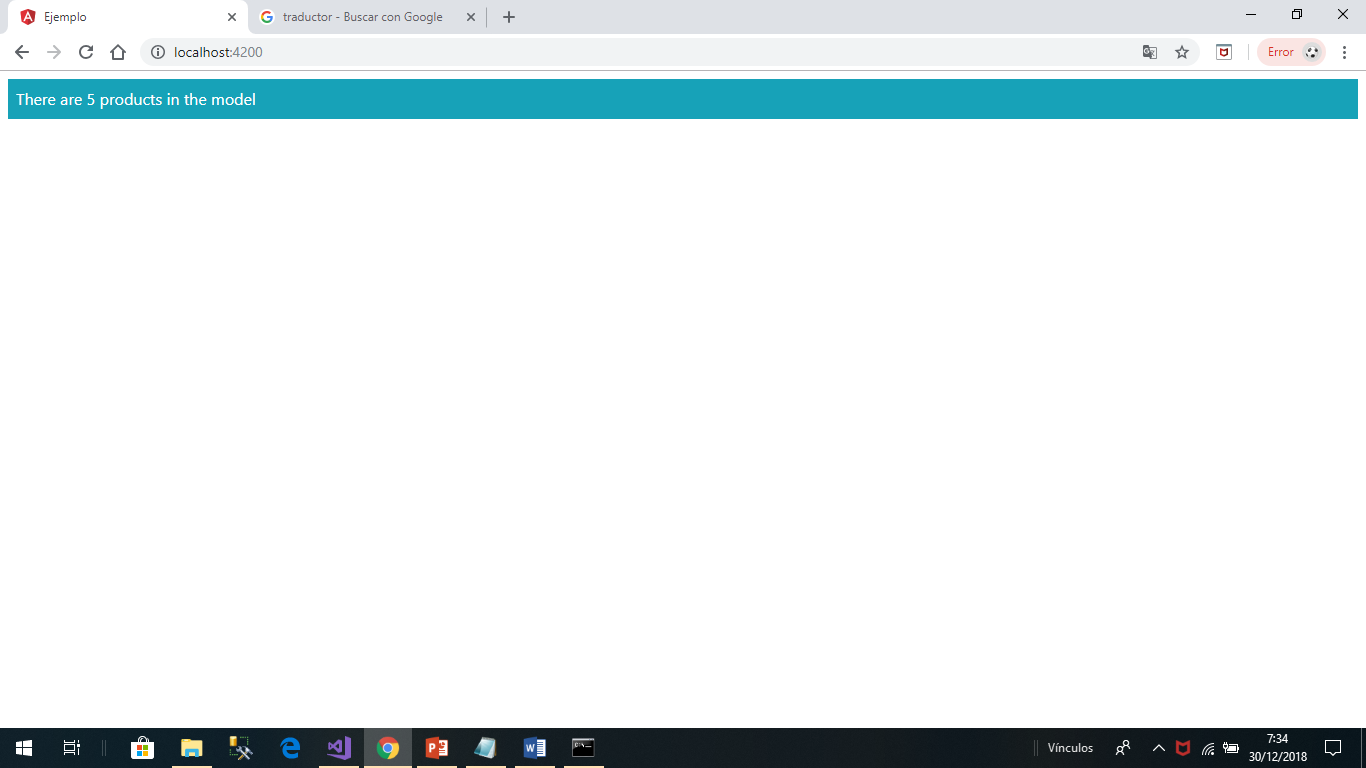 Ejemplo
traductor - Buscar con Google
localhost:4200
Error
There are 5 products in the model
Vínculos
7:34
30/12/2018